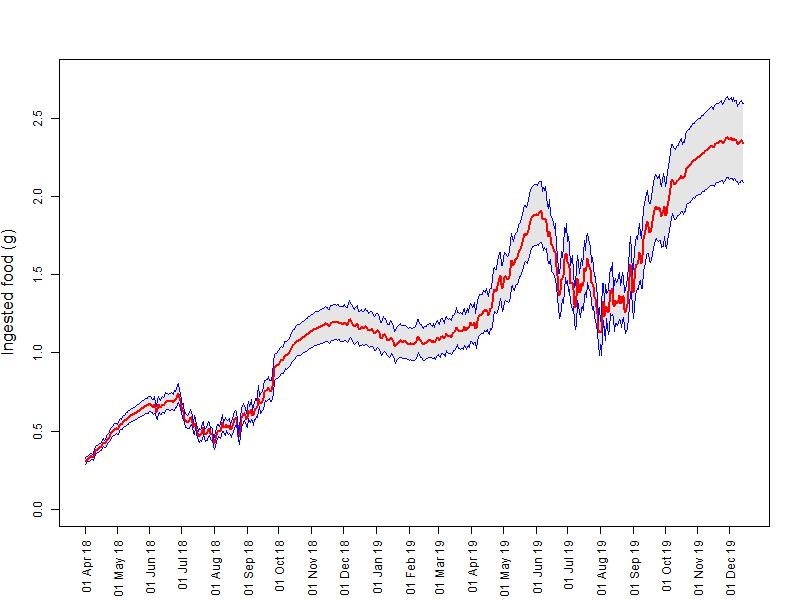 Ingested food (g)
2.5
2.0
1.5
1.0
0.5
0.0
01 Apr 18
01 May 18
01 Jun 18
01 Jul 18
01 Aug 18
01 Sep 18
01 Oct 18
01 Nov 18
01 Dec 18
01 Jan 19
01 Feb 19
01 Mar 19
01 Apr 19
01 May 19
01 Jun 19
01 Jul 19
01 Aug 19
01 Sep 19
01 Oct 19
01 Nov 19
01 Dec 19